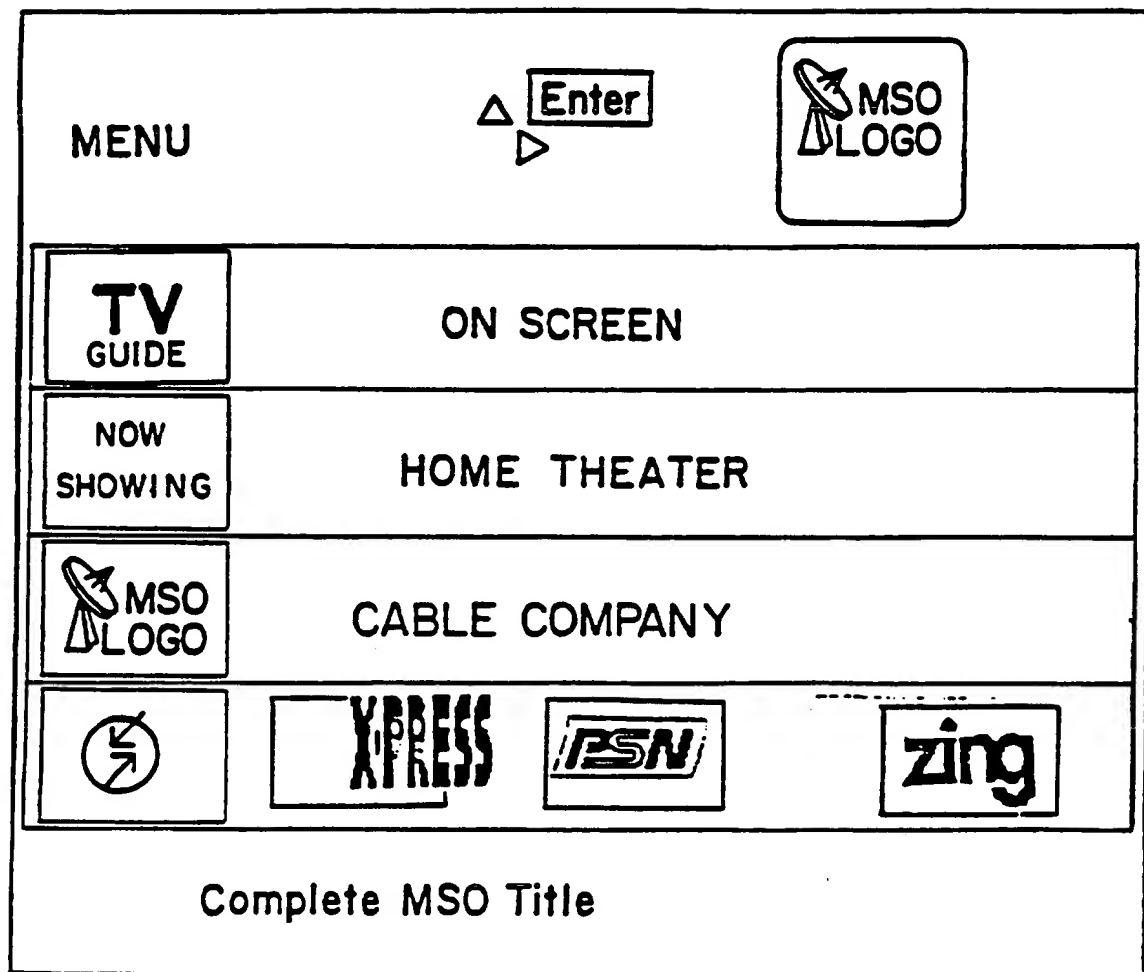 MENU
Enter
MSO
LOGO
TV
GUIDE
ON SCREEN
NOW
SHOWING
HOME THEATER
MSO
LOGO
CABLE COMPANY
X·PRESS
PSN
zing
Complete MSO Title